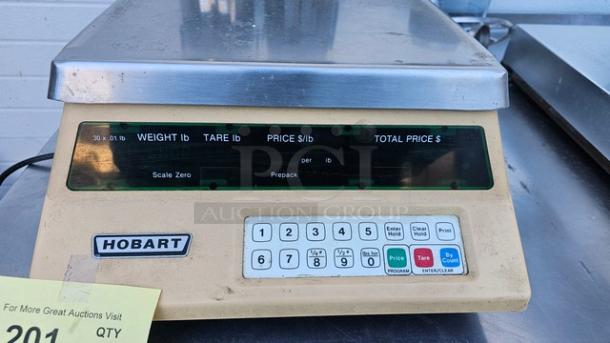 30 x .01 lb WEIGHT lb TARE lb PRICE $/lb TOTAL PRICE $
per lb
Scale Zero Prepack
PCI
AUCTION GROUP
HOBART
1 2 3 4 5 Enter Hold Clear Hold Print
6 7 8 9 0 Price Tare By Count
PROGRAM ENTER/CLEAR
For More Great Auctions Visit
201 QTY